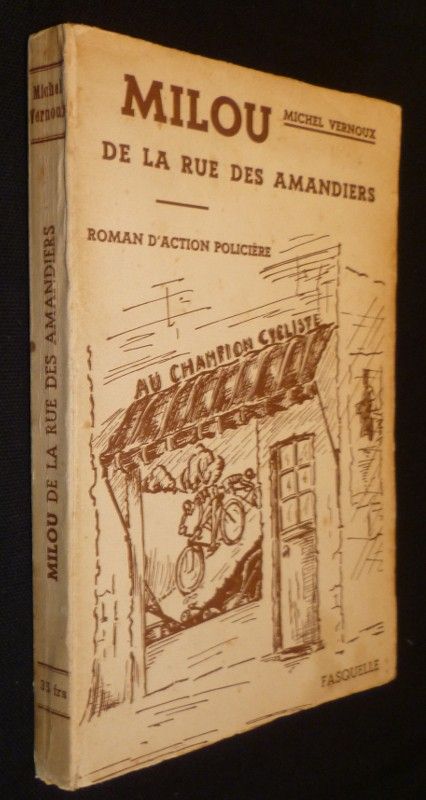 MILOU
MICHEL VERNOUX
DE LA RUE DES AMANDIERS
ROMAN D'ACTION POLICIÈRE
AU CHAMPION CYCLISTE
FASQUELLE
Michel
Vernoux
MILOU DE LA RUE DES AMANDIERS
35 frs